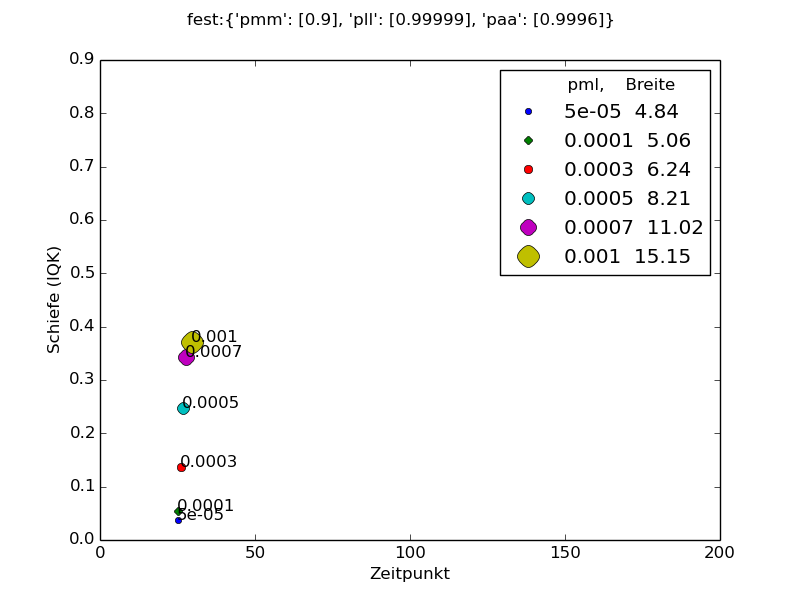 fest:{'pmm': [0.9], 'pll': [0.99999], 'paa': [0.9996]}
0.9
0.8
0.7
0.6
0.5
0.4
0.3
0.2
0.1
0.0
Schiefe (IQK)
pml, Breite
5e-05 4.84
0.0001 5.06
0.0003 6.24
0.0005 8.21
0.0007 11.02
0.001 15.15
0.001
0.0007
0.0005
0.0003
0.0001
5e-05
0 50 100 150 200
Zeitpunkt